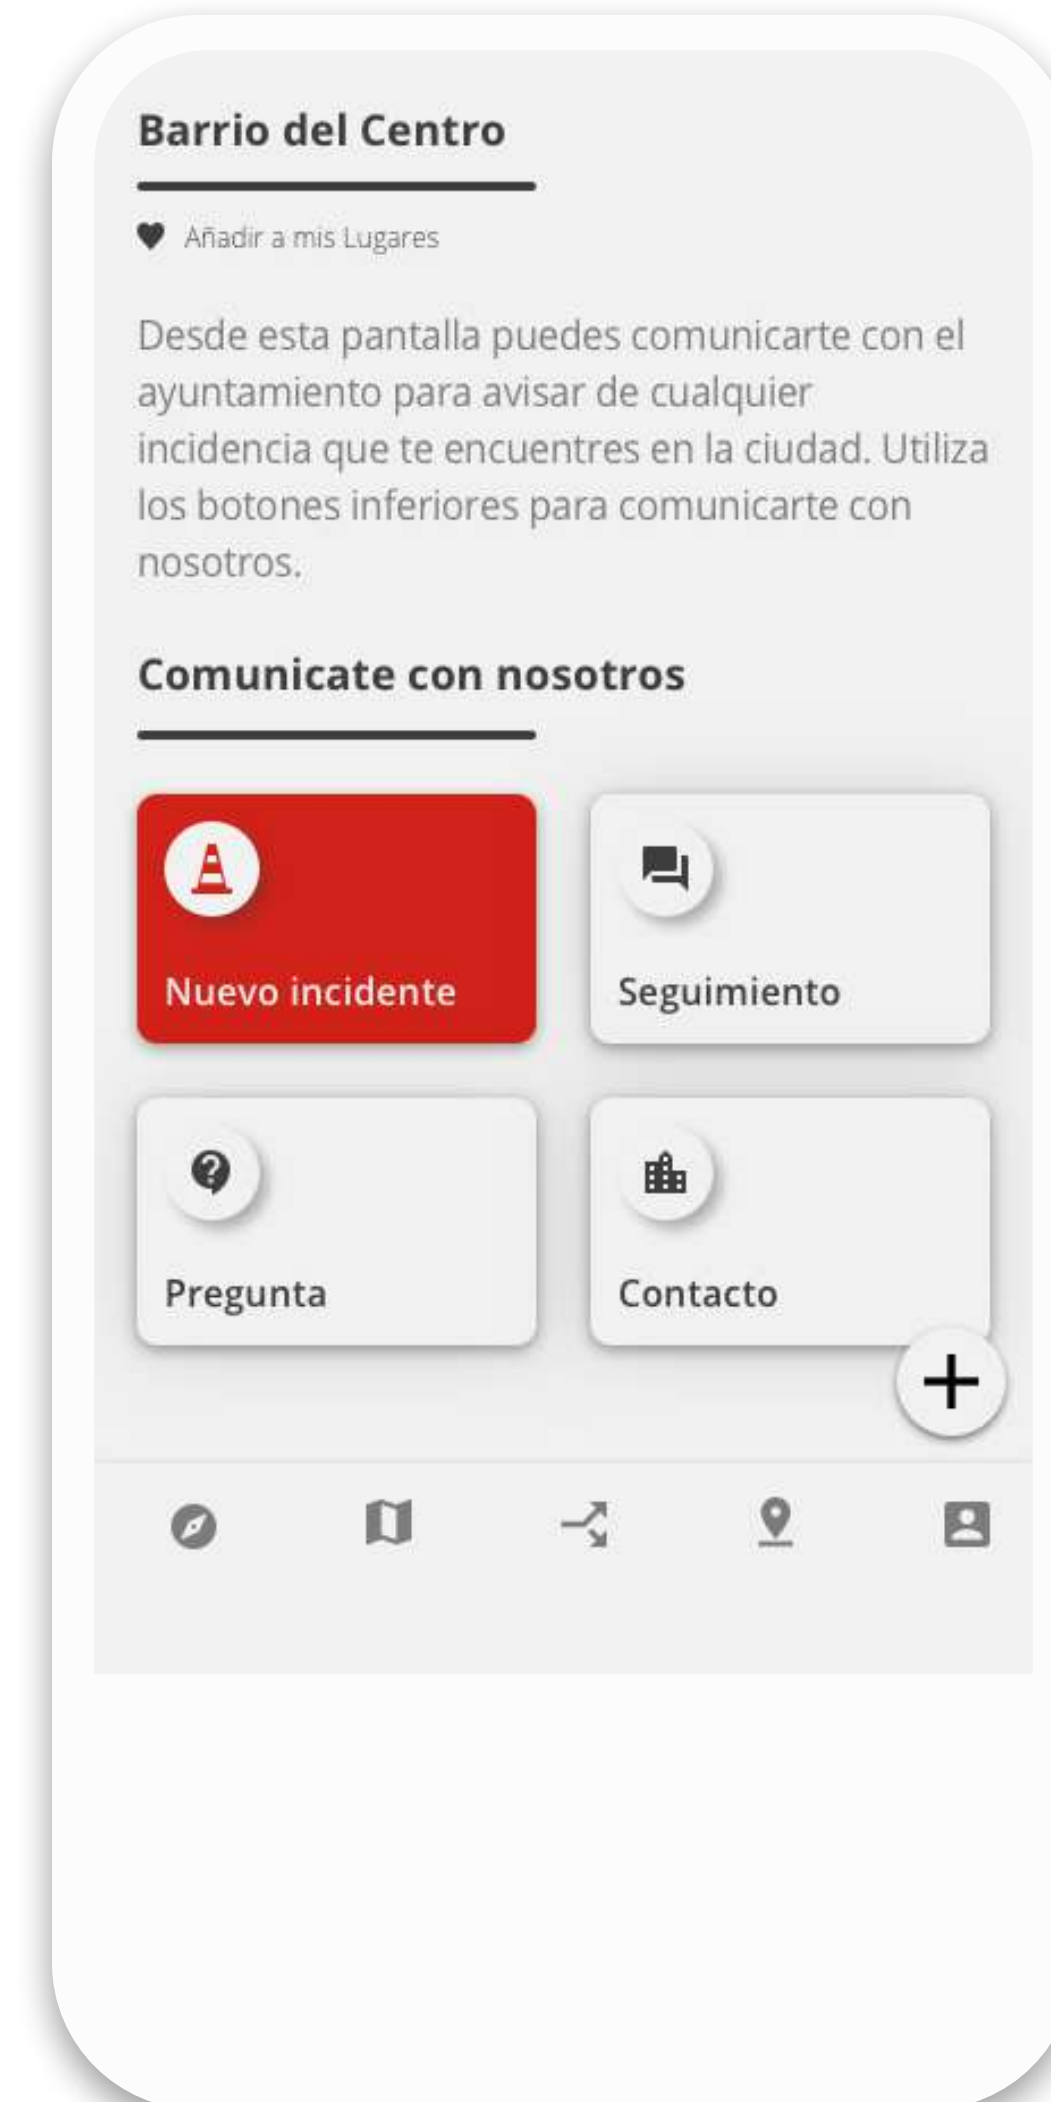 Barrio del Centro
Añadir a mis Lugares
Desde esta pantalla puedes comunicarte con el
ayuntamiento para avisar de cualquier
incidencia que te encuentres en la ciudad. Utiliza
los botones inferiores para comunicarte con
nosotros.
Comunicate con nosotros
Nuevo incidente
Seguimiento
Pregunta
Contacto